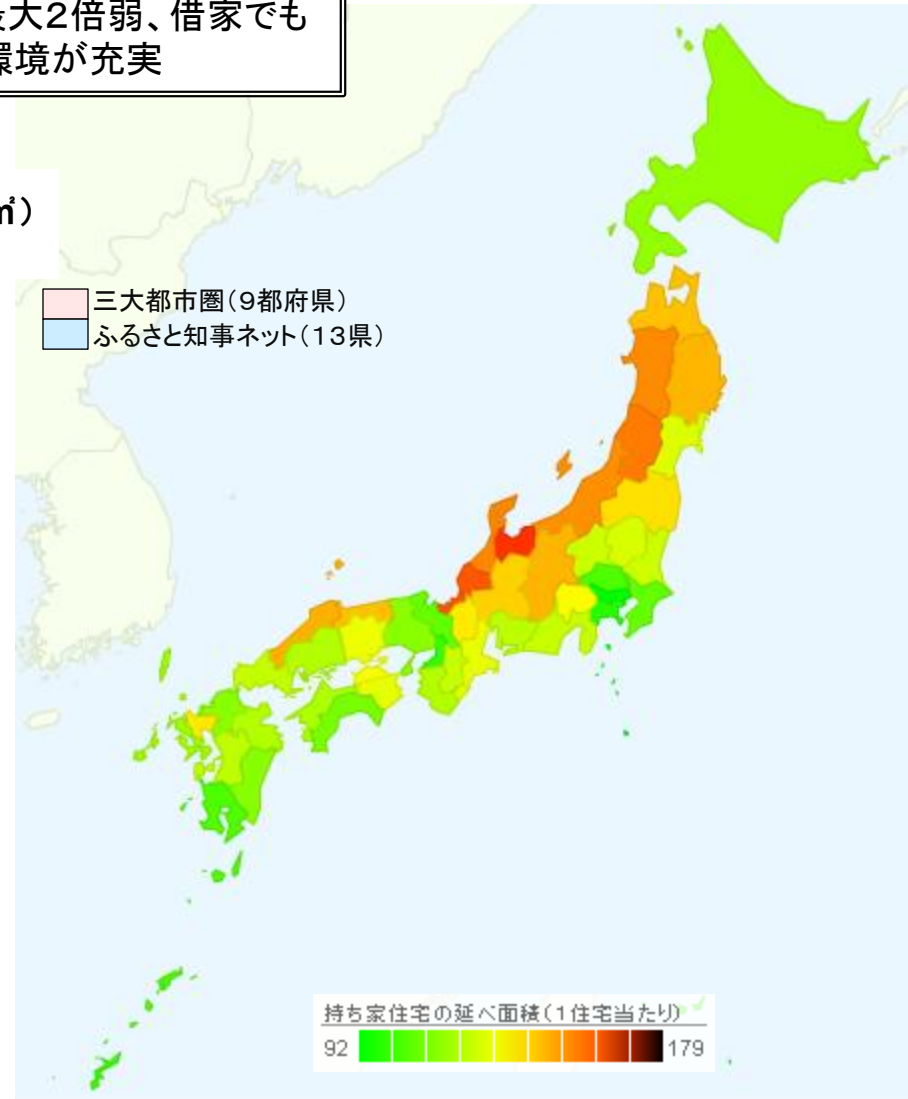 最大2倍弱、借家でも
環境が充実
㎡)
三大都市圏(9都府県)
ふるさと知事ネット(13県)
持ち家住宅の延べ面積(1住宅当たり)
92 179